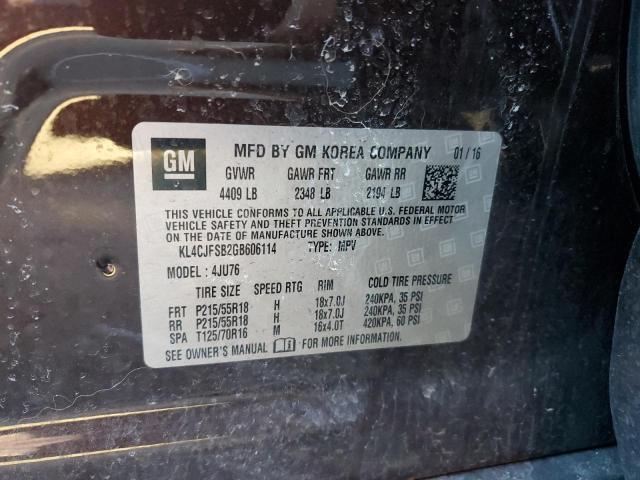 GM MFD BY GM KOREA COMPANY 01/16
GVWR GAWR FRT GAWR RR
4409 LB 2348 LB 2194 LB
THIS VEHICLE CONFORMS TO ALL APPLICABLE U.S. FEDERAL MOTOR
VEHICLE SAFETY AND THEFT PREVENTION STANDARDS IN EFFECT
ON THE DATE OF MANUFACTURE SHOWN ABOVE.
KL4CJFSB2GB606114 TYPE: MPV
MODEL : 4JU76
TIRE SIZE SPEED RTG RIM COLD TIRE PRESSURE
FRT P215/55R18 H 18x7.0J 240KPA, 35 PSI
RR P215/55R18 H 18x7.0J 240KPA, 35 PSI
SPA T125/70R16 M 16x4.0T 420KPA, 60 PSI
SEE OWNER'S MANUAL FOR MORE INFORMATION.